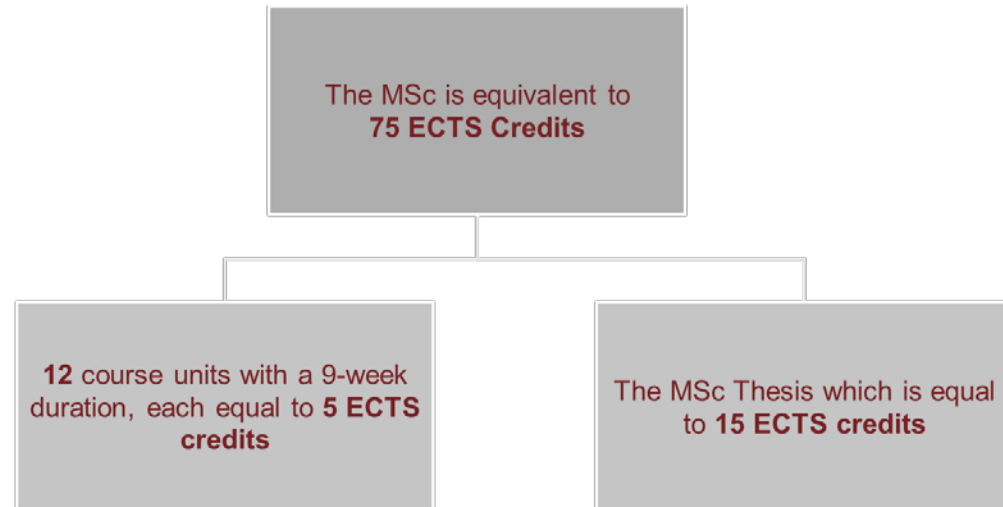 The MSc is equivalent to
75 ECTS Credits
12 course units with a 9-week
duration, each equal to 5 ECTS
credits
The MSc Thesis which is equal
to 15 ECTS credits